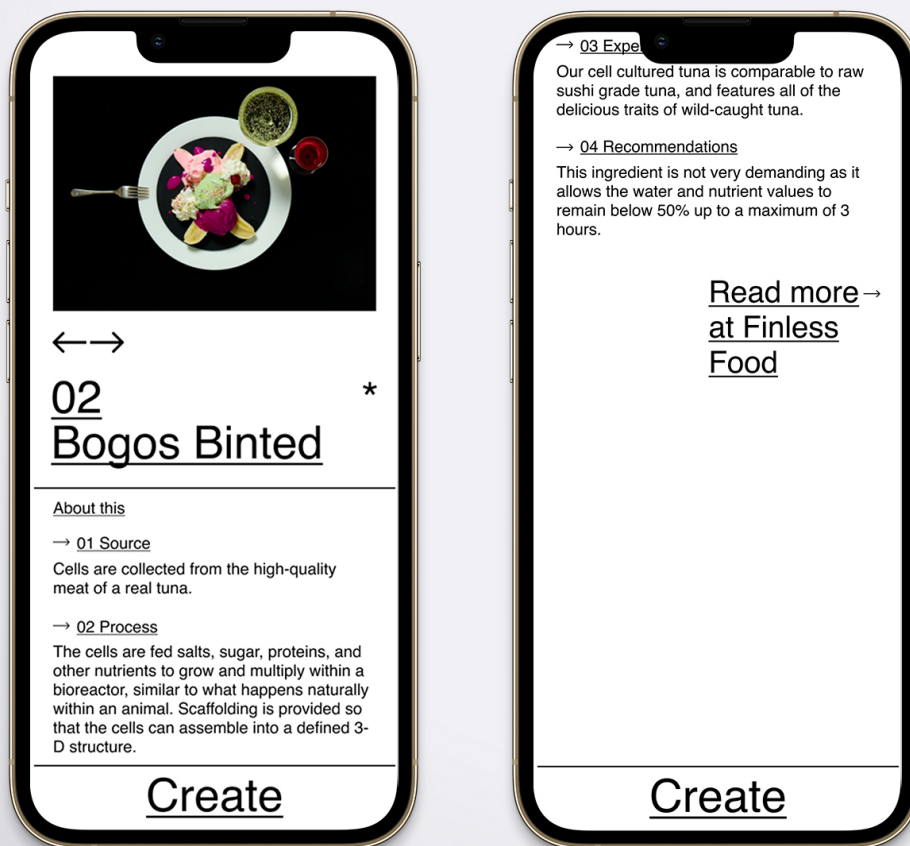 ←→
02 *
Bogos Binted
About this
→ 01 Source
Cells are collected from the high-quality
meat of a real tuna.
→ 02 Process
The cells are fed salts, sugar, proteins, and
other nutrients to grow and multiply within a
bioreactor, similar to what happens naturally
within an animal. Scaffolding is provided so
that the cells can assemble into a defined 3-
D structure.
Create
→ 03 Expe
Our cell cultured tuna is comparable to raw
sushi grade tuna, and features all of the
delicious traits of wild-caught tuna.
→ 04 Recommendations
This ingredient is not very demanding as it
allows the water and nutrient values to
remain below 50% up to a maximum of 3
hours.
Read more→
at Finless
Food
Create